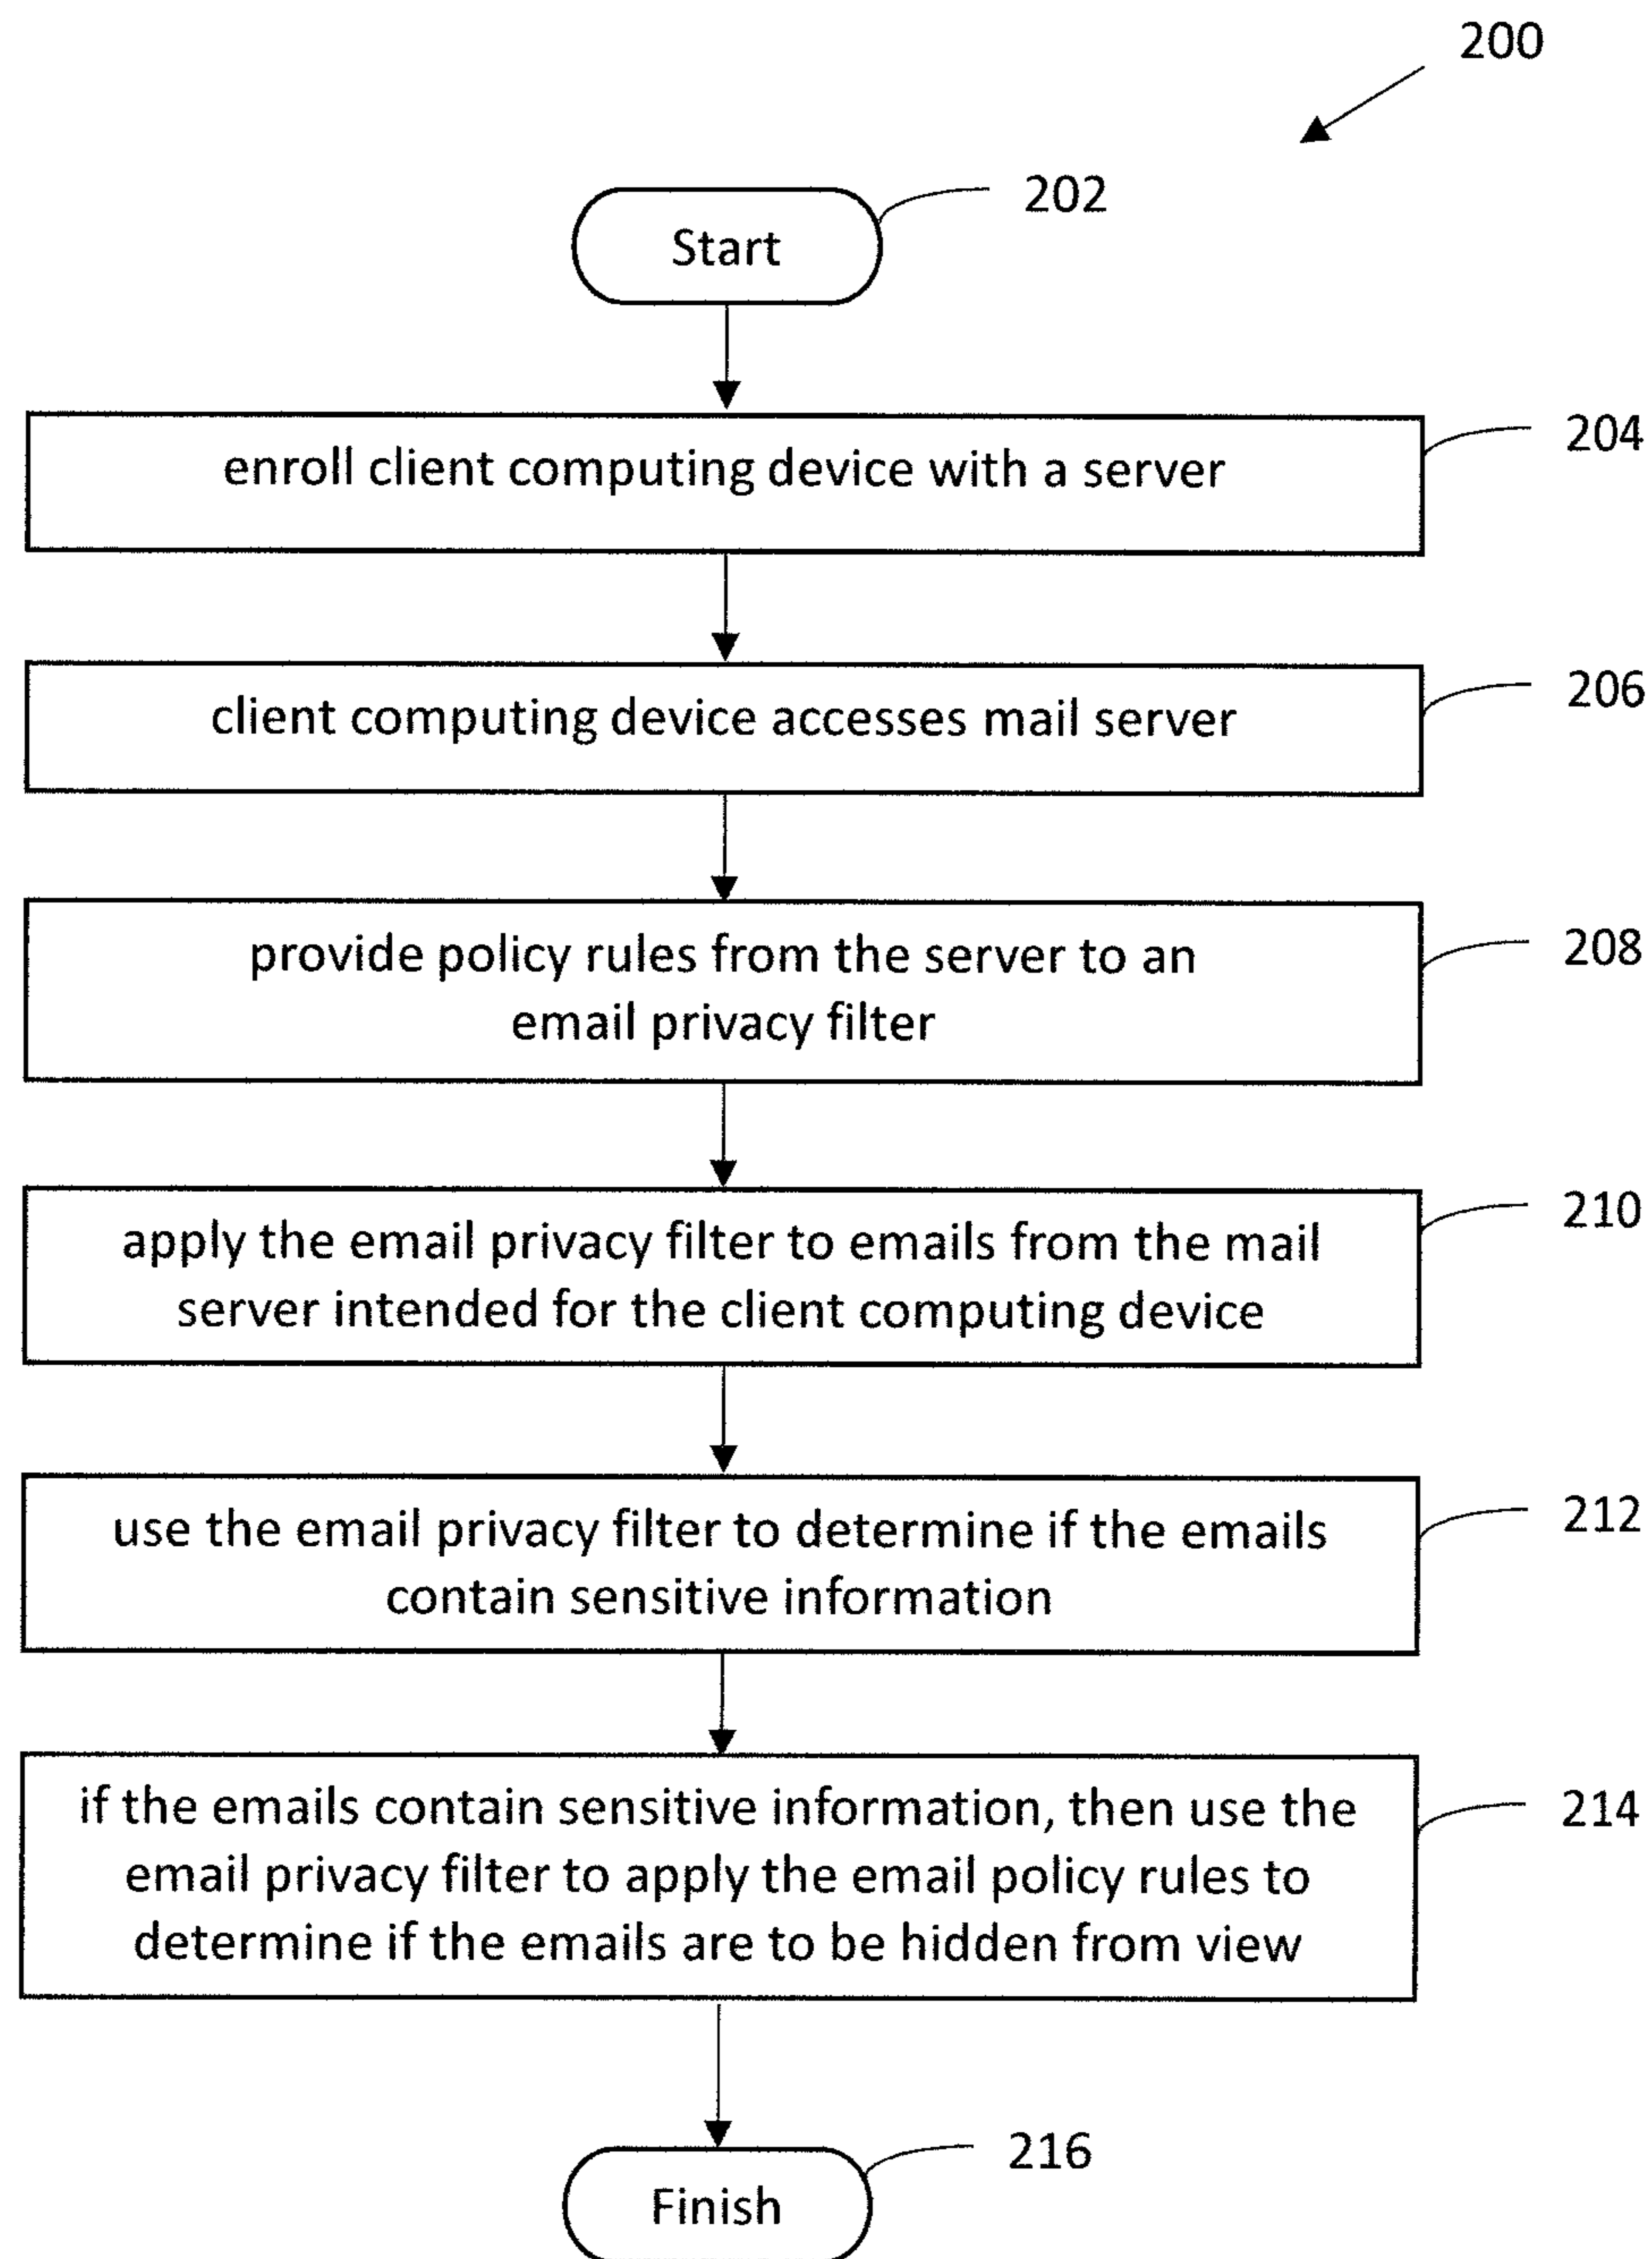 200
202
Start
204
enroll client computing device with a server
206
client computing device accesses mail server
208
provide policy rules from the server to an
email privacy filter
210
apply the email privacy filter to emails from the mail
server intended for the client computing device
212
use the email privacy filter to determine if the emails
contain sensitive information
214
if the emails contain sensitive information, then use the
email privacy filter to apply the email policy rules to
determine if the emails are to be hidden from view
216
Finish